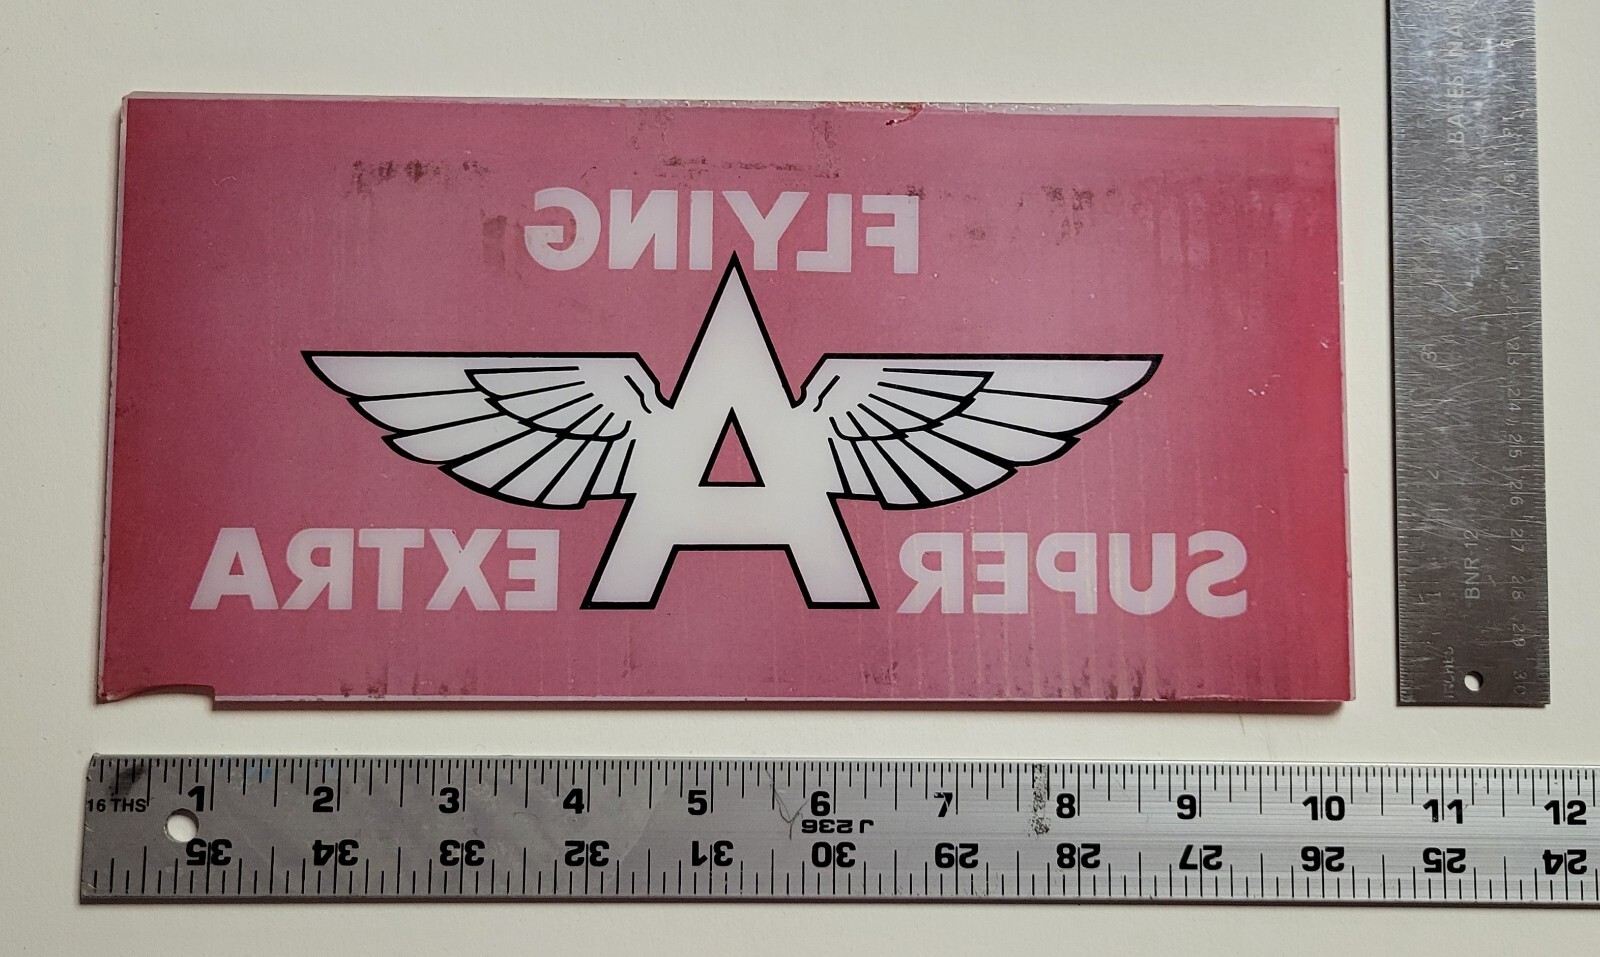 FLYING
A
SUPER EXTRA
16 THS 1 2 3 4 5 6 7 8 9 10 11 12
J 236
35 34 33 32 31 30 29 28 27 26 25 24
BNR 12
INCHES